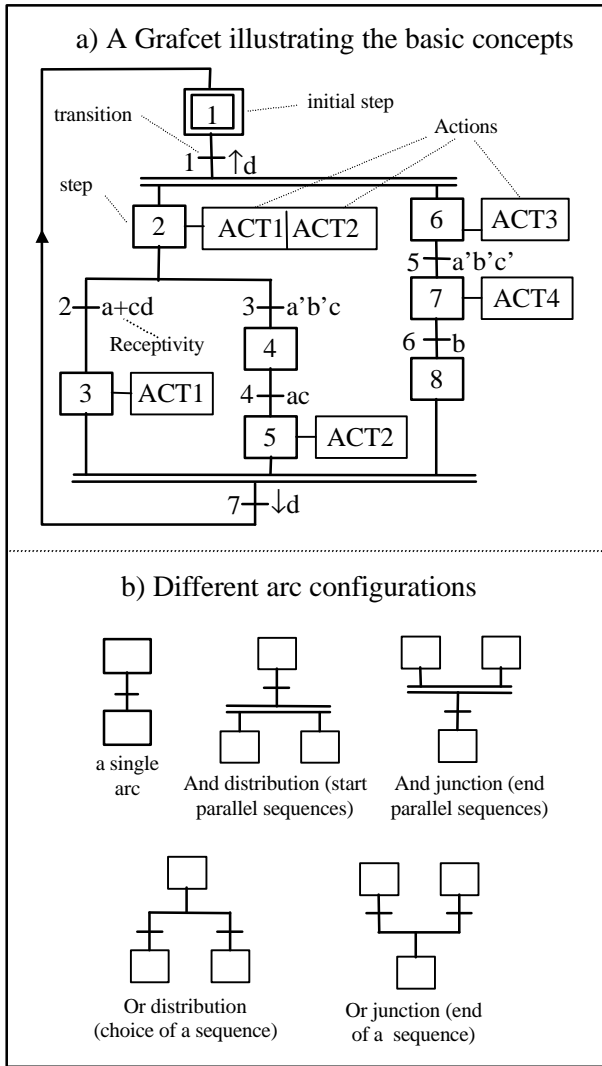 a) A Grafcet illustrating the basic concepts
1
initial step
transition
Actions
1 ↑d
step
2
ACT1 ACT2
6
ACT3
5 a’b’c’
2 a+cd
3 a’b’c
7
ACT4
Receptivity
4
6 b
3
ACT1
8
4 ac
5
ACT2
7 ↓d
b) Different arc configurations
a single
arc
And distribution (start
parallel sequences)
And junction (end
parallel sequences)
Or distribution
(choice of a sequence)
Or junction (end
of a sequence)